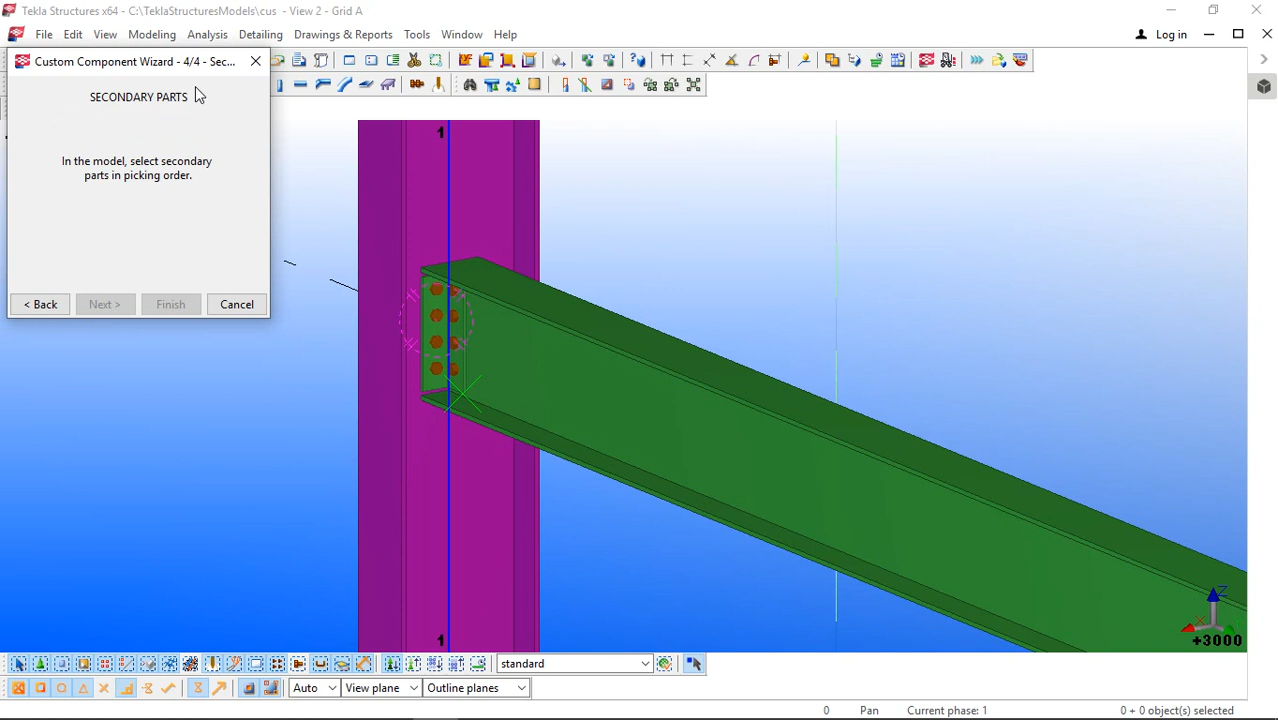 Tekla Structures x64 - C:\TeklaStructuresModels\cus - View 2 - Grid A
File Edit View Modeling Analysis Detailing Drawings & Reports Tools Window Help
Log in
Custom Component Wizard - 4/4 - Sec...
SECONDARY PARTS
In the model, select secondary
parts in picking order.
< Back Next > Finish Cancel
1
1
Z
+3000
standard
Auto View plane Outline planes
0 Pan Current phase: 1 0 + 0 object(s) selected